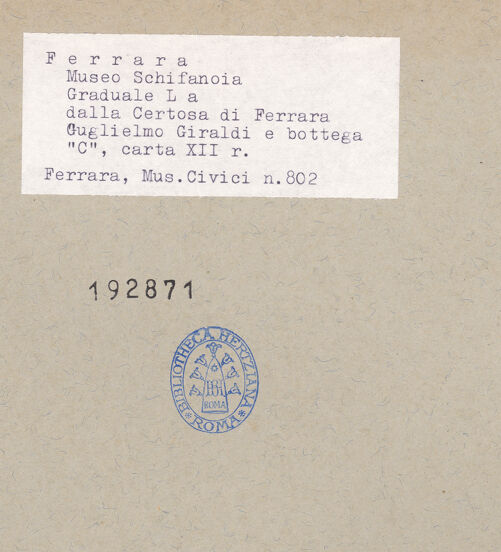 F e r r a r a
Museo Schifanoia
Graduale L a
dalla Certosa di Ferrara
Guglielmo Giraldi e bottega
"C", carta XII r.
Ferrara, Mus.Civici n.802
192871
BIBLIOTHECA HERTZIANA
BH
ROMA
* ROMA *